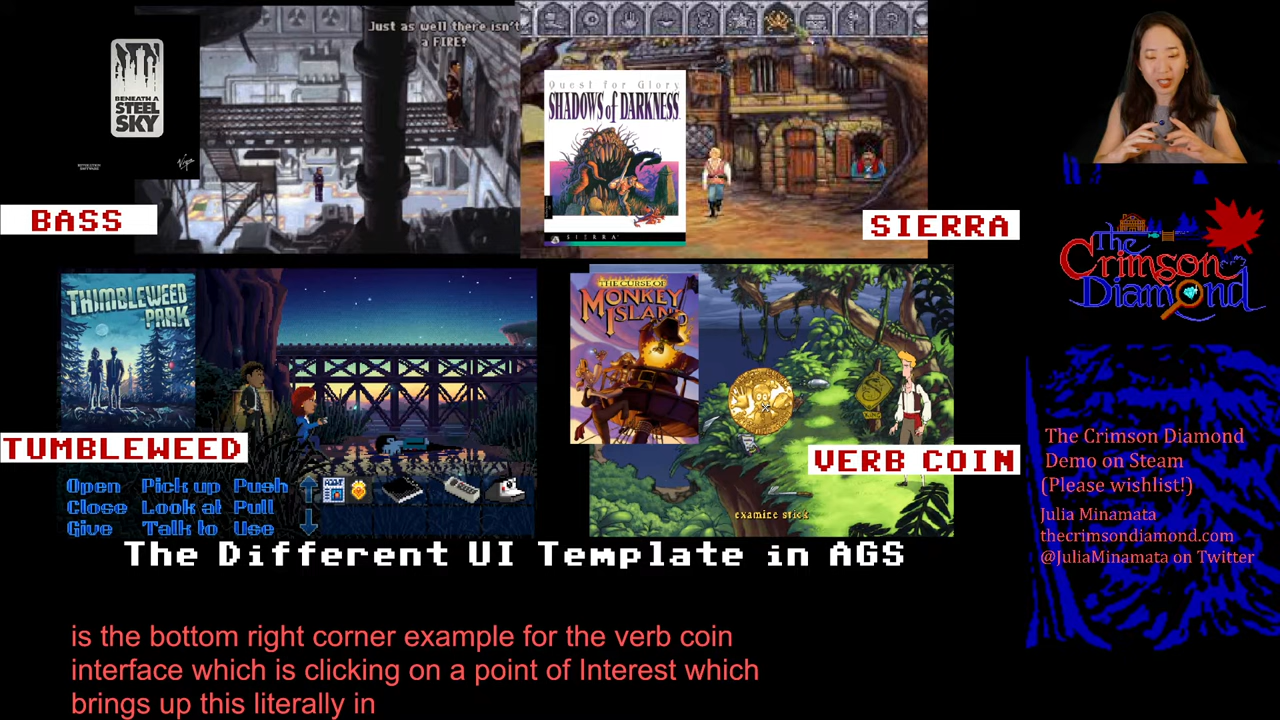 Just as well there isn't
a FIRE!
BENEATH A
STEEL
SKY
BASS
Quest for Glory
SHADOWS of DARKNESS
SIERRA
SIERRA
THIMBLEWEED
PARK
THE CURSE OF
MONKEY
ISLAND
TUMBLEWEED
VERB COIN
Open Pick up Push
Close Look at Pull
Give Talk to Use
examine stick
The Different UI Template in AGS
is the bottom right corner example for the verb coin
interface which is clicking on a point of Interest which
brings up this literally in
The
Crimson
Diamond
The Crimson Diamond
Demo on Steam
(Please wishlist!)
Julia Minamata
thecrimsondiamond.com
@JuliaMinamata on Twitter